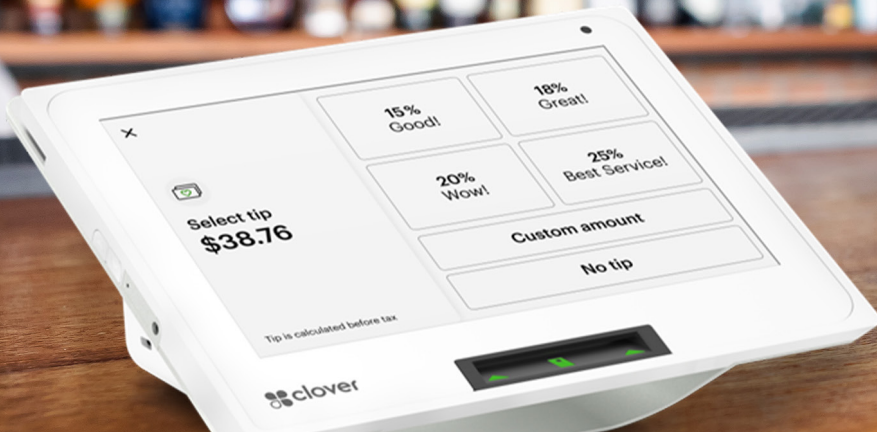 Select tip
$38.76
Tip is calculated before tax
15%
Good!
18%
Great!
20%
Wow!
25%
Best Service!
Custom amount
No tip
clover